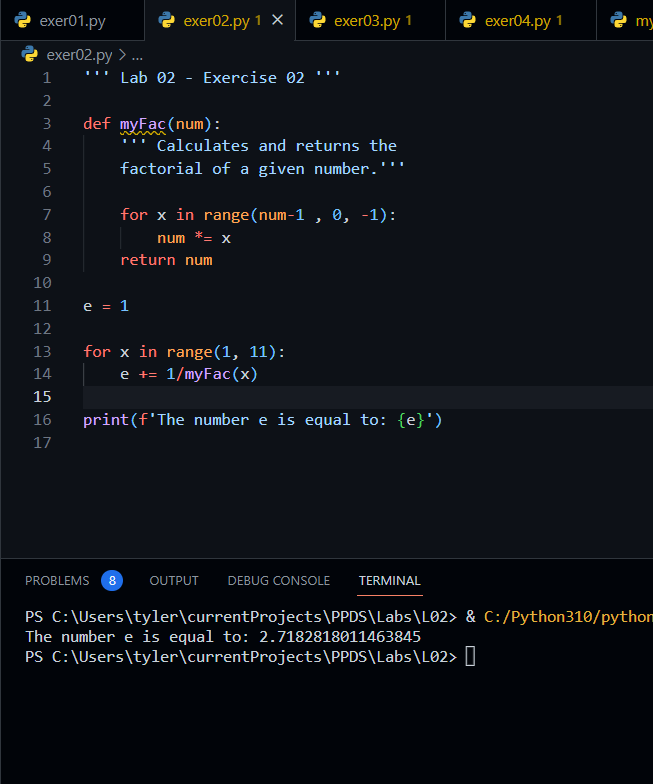 exer01.py exer02.py 1 × exer03.py 1 exer04.py 1 my
exer02.py > ...
1 ''' Lab 02 - Exercise 02 '''
2
3 def myFac(num):
4     ''' Calculates and returns the
5     factorial of a given number.'''
6
7     for x in range(num-1 , 0, -1):
8         num *= x
9     return num
10
11 e = 1
12
13 for x in range(1, 11):
14     e += 1/myFac(x)
15
16 print(f'The number e is equal to: {e}')
17
PROBLEMS 8 OUTPUT DEBUG CONSOLE TERMINAL
PS C:\Users\tyler\currentProjects\PPDS\Labs\L02> & C:/Python310/python
The number e is equal to: 2.7182818011463845
PS C:\Users\tyler\currentProjects\PPDS\Labs\L02>